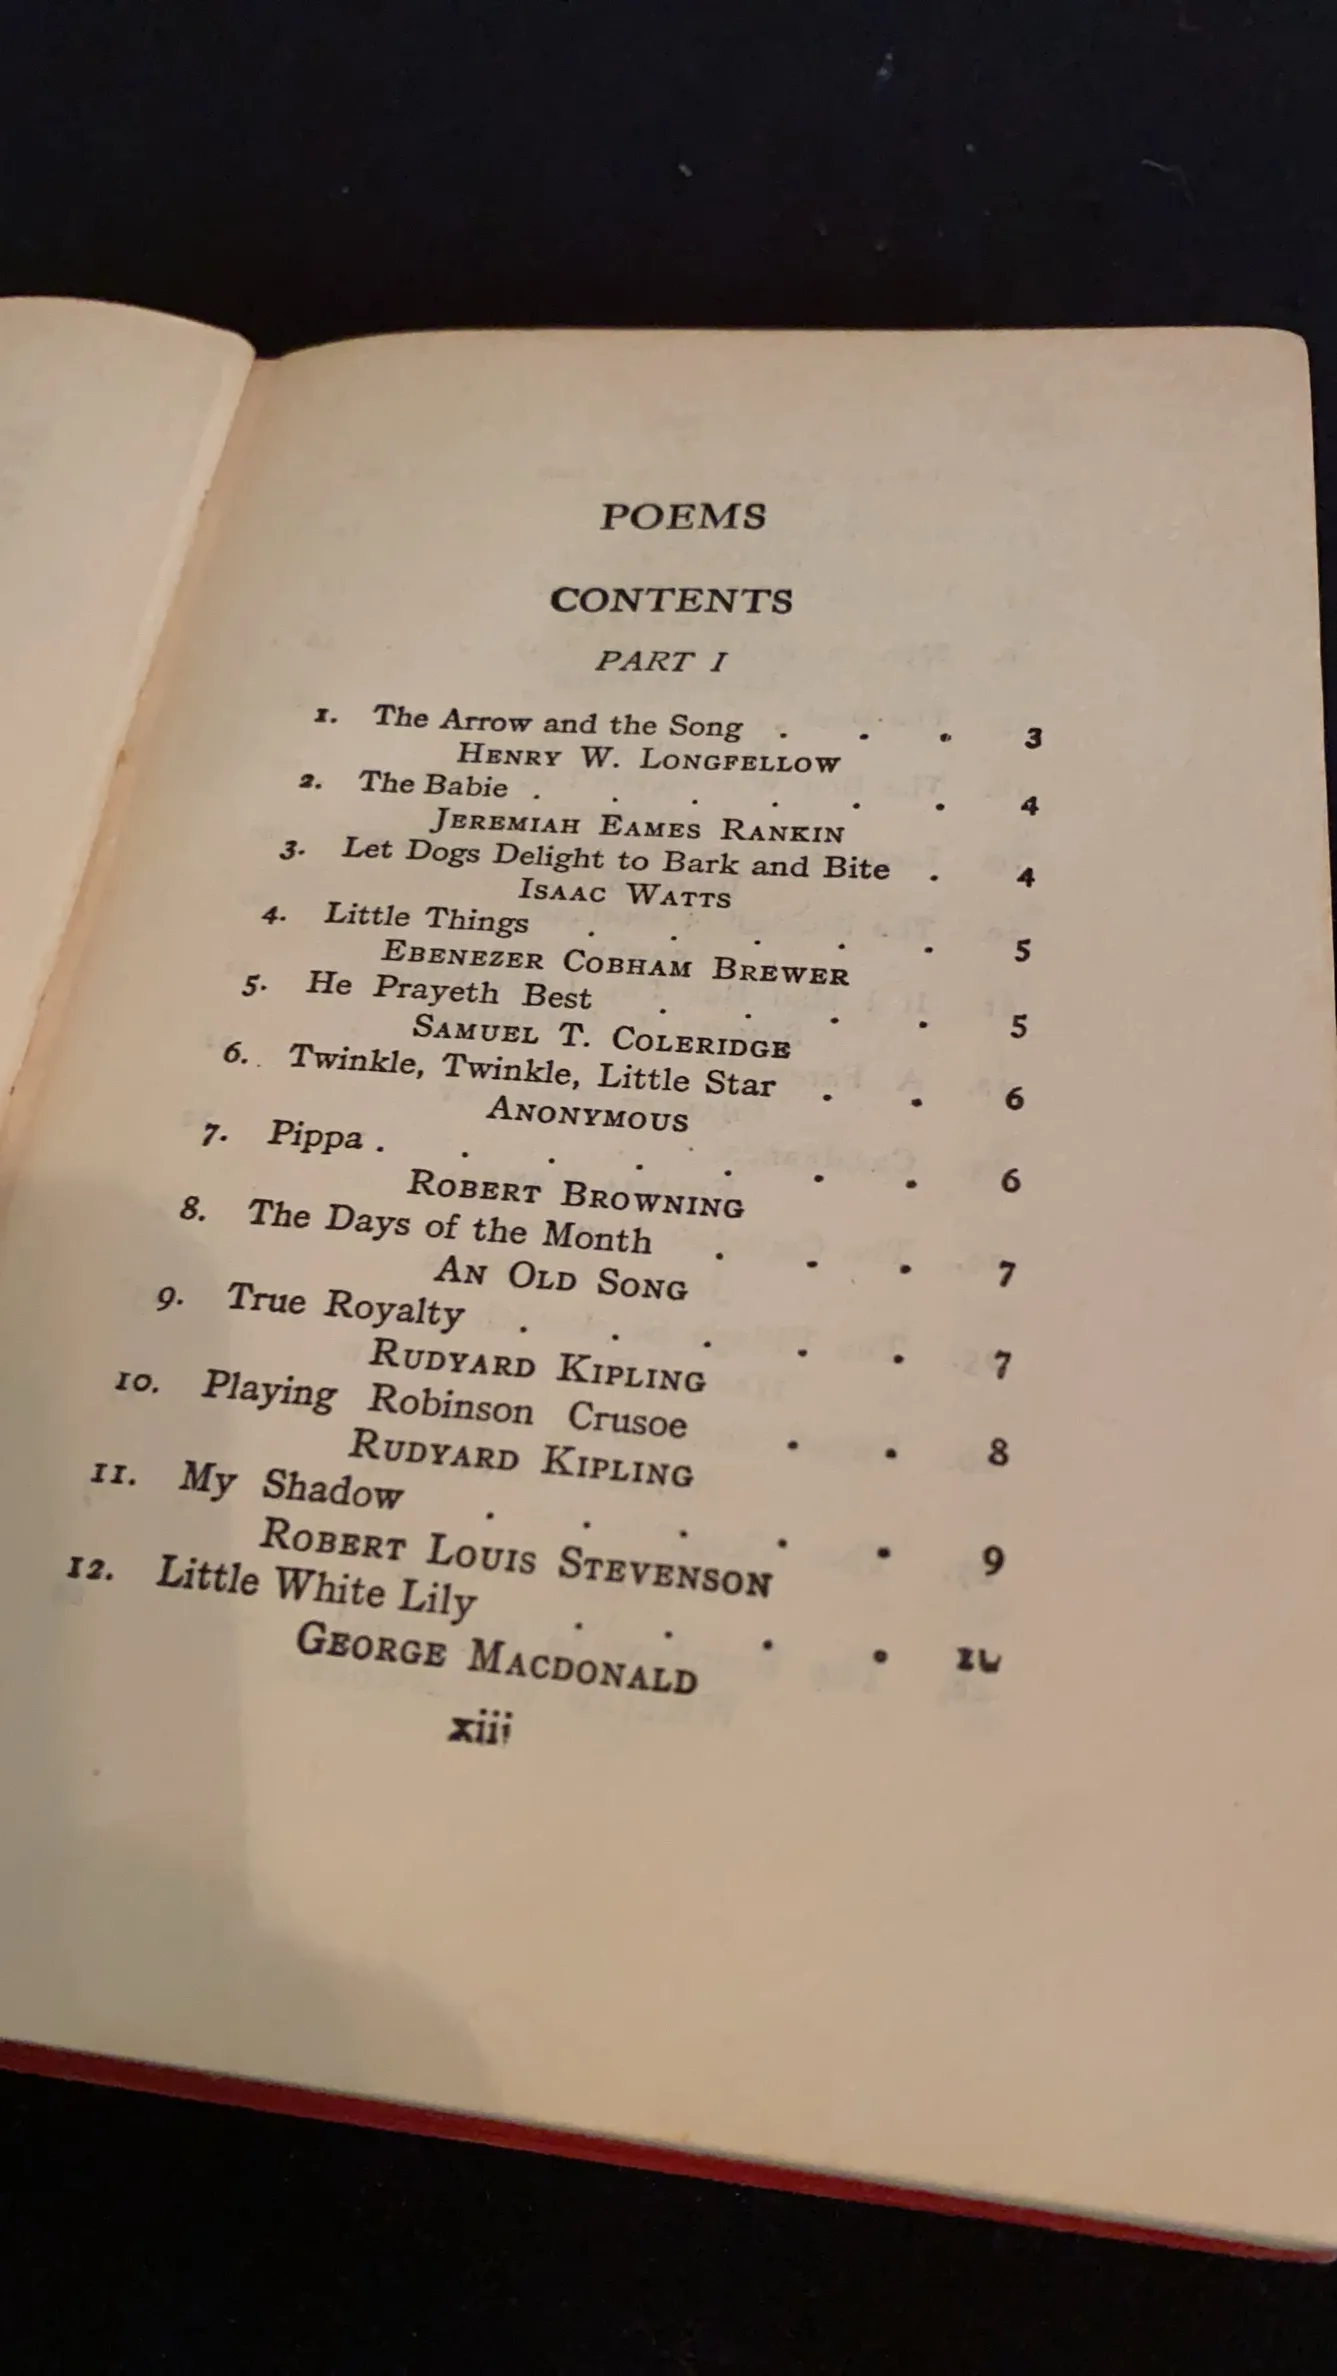 POEMS
CONTENTS
PART I
1. The Arrow and the Song . . . 3
HENRY W. LONGFELLOW
2. The Babie . . . . . . 4
JEREMIAH EAMES RANKIN
3. Let Dogs Delight to Bark and Bite . 4
ISAAC WATTS
4. Little Things . . . . . 5
EBENEZER COBHAM BREWER
5. He Prayeth Best . . . . 5
SAMUEL T. COLERIDGE
6. Twinkle, Twinkle, Little Star . . 6
ANONYMOUS
7. Pippa . . . . . . . 6
ROBERT BROWNING
8. The Days of the Month . . . 7
AN OLD SONG
9. True Royalty . . . . . 7
RUDYARD KIPLING
10. Playing Robinson Crusoe . . 8
RUDYARD KIPLING
11. My Shadow . . . . . 9
ROBERT LOUIS STEVENSON
12. Little White Lily . . . . 10
GEORGE MACDONALD
xiii